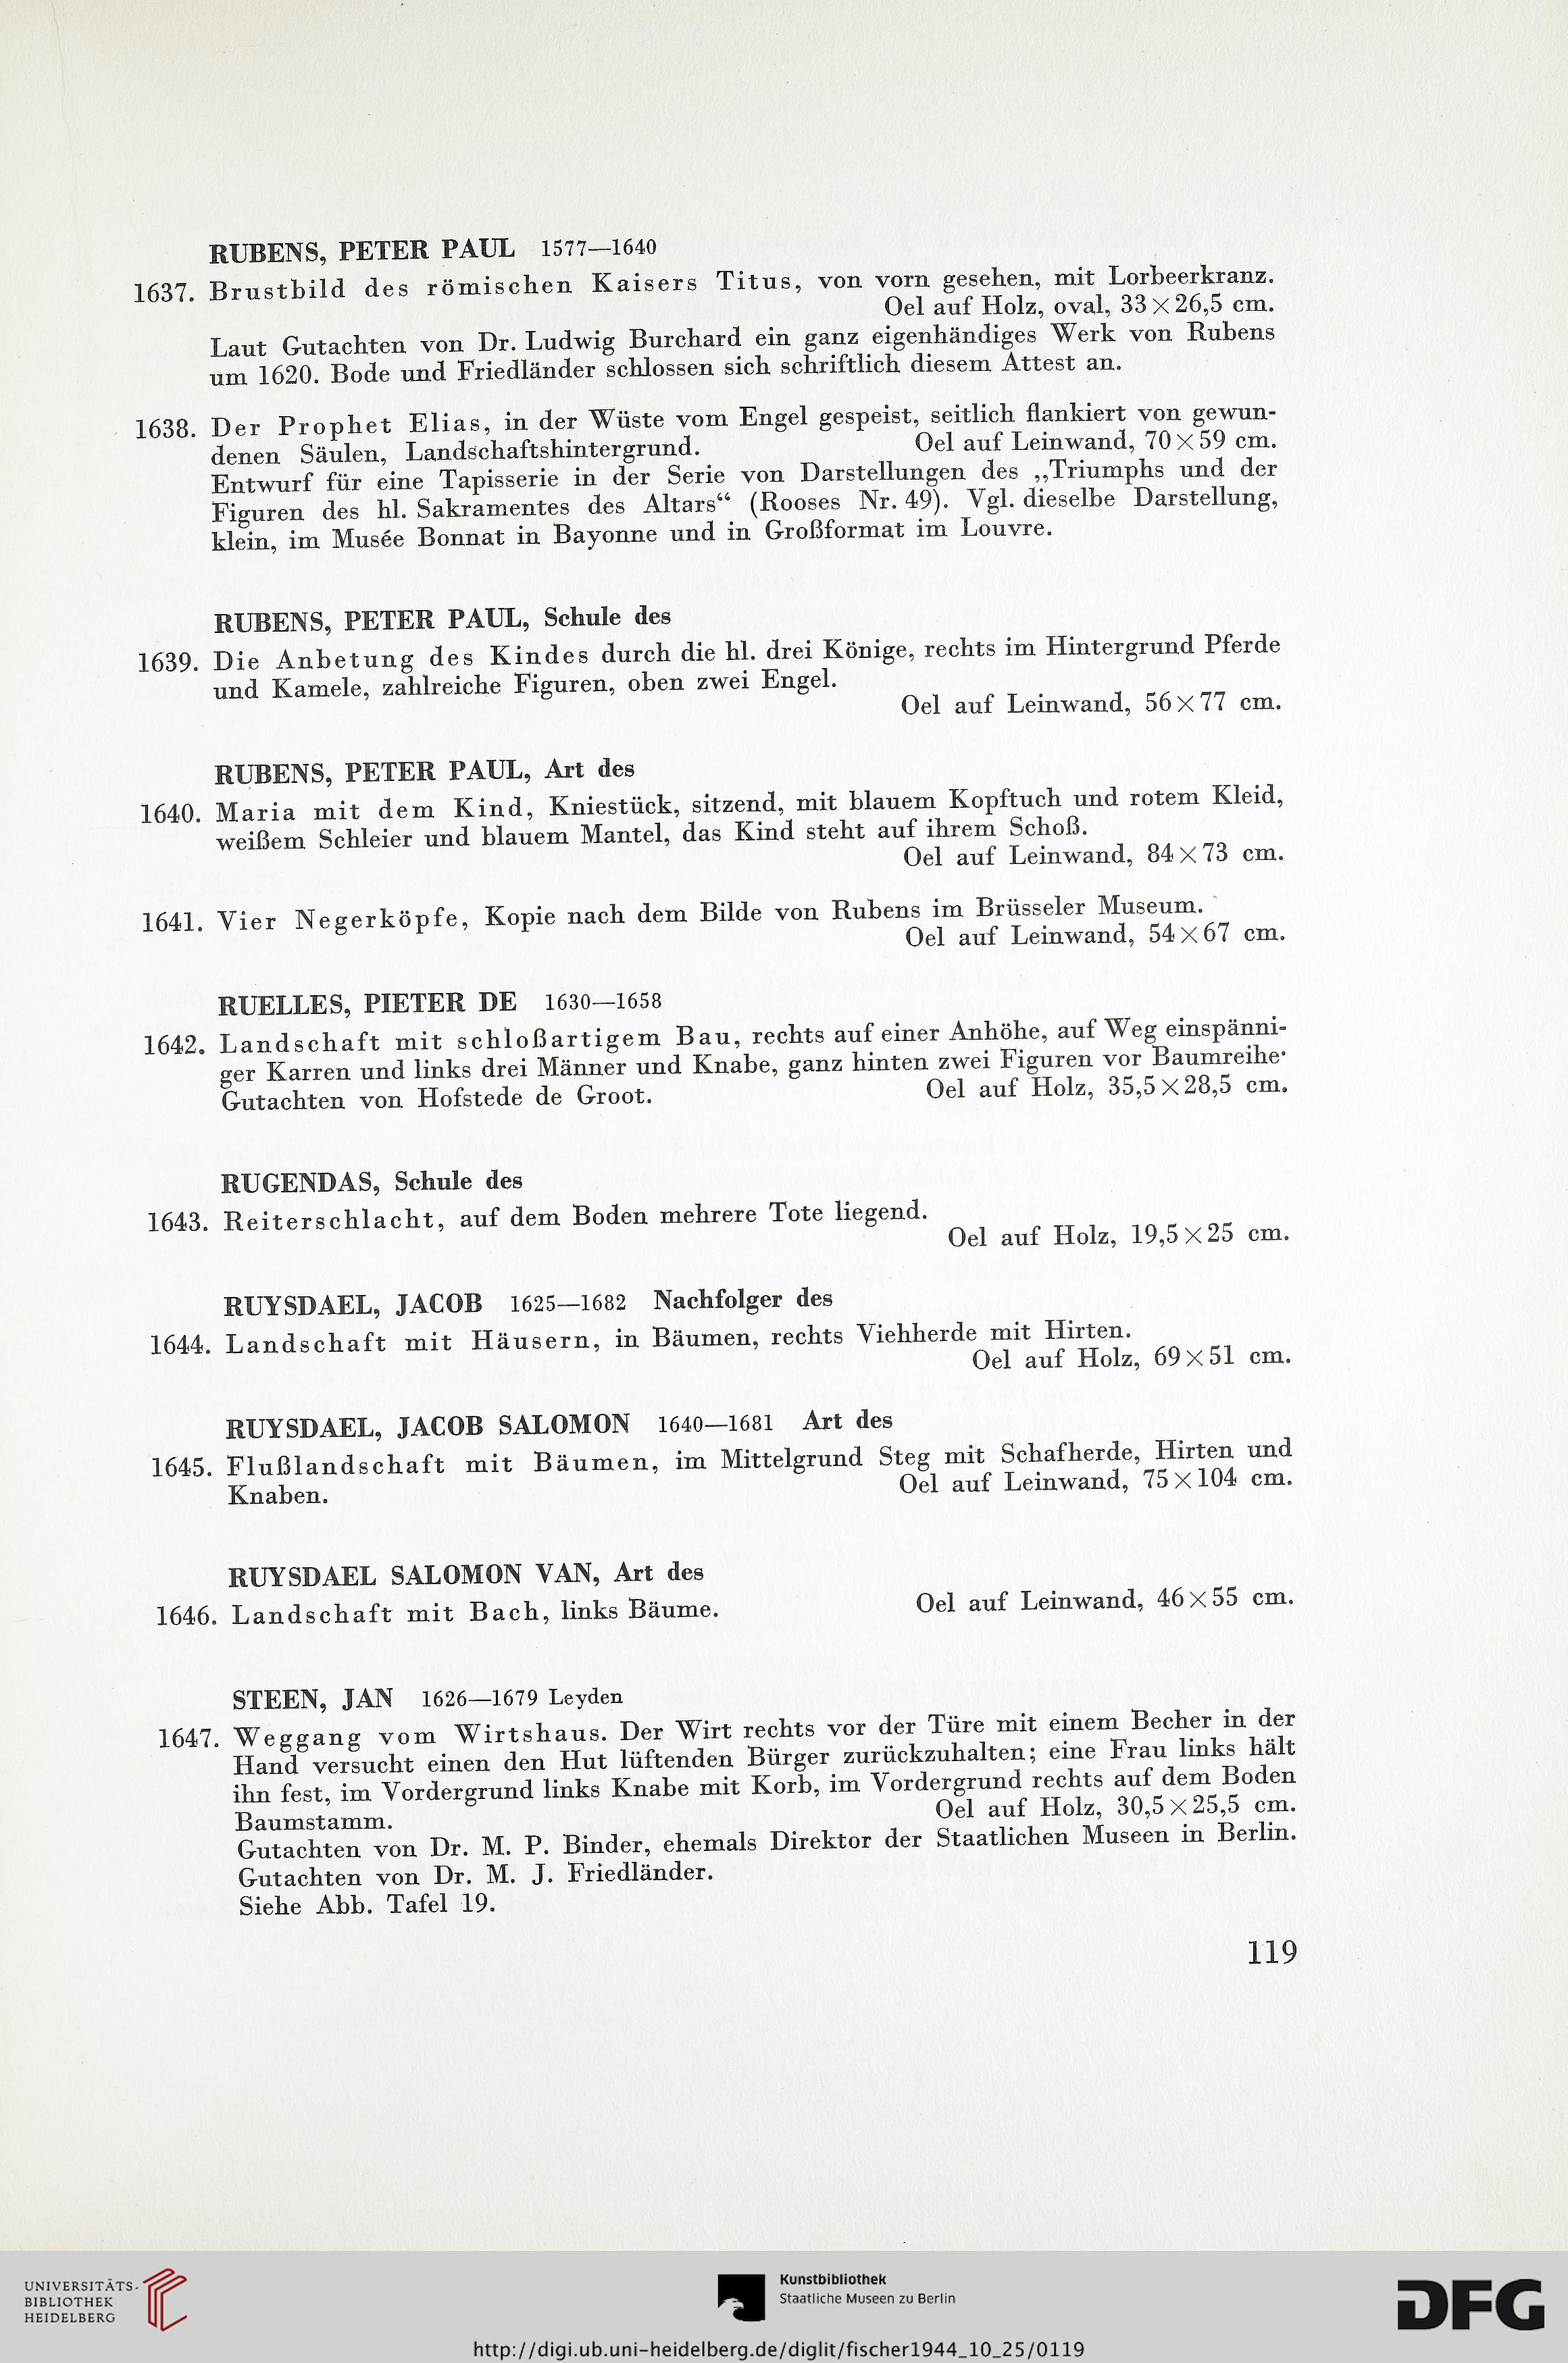 RUBENS, PETER PAUL 1577—1640
1637. Brustbild des römischen Kaisers Titus, von vorn gesehen, mit Lorbeerkranz.
Oel auf Holz, oval, 33×26,5 cm.
Laut Gutachten von Dr. Ludwig Burchard ein ganz eigenhändiges Werk von Rubens
um 1620. Bode und Friedländer schlossen sich schriftlich diesem Attest an.
1638. Der Prophet Elias, in der Wüste vom Engel gespeist, seitlich flankiert von gewun-
denen Säulen, Landschaftshintergrund. Oel auf Leinwand, 70×59 cm.
Entwurf für eine Tapisserie in der Serie von Darstellungen des „Triumphs und der
Figuren des hl. Sakramentes des Altars“ (Rooses Nr. 49). Vgl. dieselbe Darstellung,
klein, im Musée Bonnat in Bayonne und in Großformat im Louvre.
RUBENS, PETER PAUL, Schule des
1639. Die Anbetung des Kindes durch die hl. drei Könige, rechts im Hintergrund Pferde
und Kamele, zahlreiche Figuren, oben zwei Engel.
Oel auf Leinwand, 56×77 cm.
RUBENS, PETER PAUL, Art des
1640. Maria mit dem Kind, Kniestück, sitzend, mit blauem Kopftuch und rotem Kleid,
weißem Schleier und blauem Mantel, das Kind steht auf ihrem Schoß.
Oel auf Leinwand, 84×73 cm.
1641. Vier Negerköpfe, Kopie nach dem Bilde von Rubens im Brüsseler Museum.
Oel auf Leinwand, 54×67 cm.
RUELLES, PIETER DE 1630—1658
1642. Landschaft mit schloßartigem Bau, rechts auf einer Anhöhe, auf Weg einspänni-
ger Karren und links drei Männer und Knabe, ganz hinten zwei Figuren vor Baumreihe·
Gutachten von Hofstede de Groot. Oel auf Holz, 35,5×28,5 cm.
RUGENDAS, Schule des
1643. Reiterschlacht, auf dem Boden mehrere Tote liegend.
Oel auf Holz, 19,5×25 cm.
RUYSDAEL, JACOB 1625—1682 Nachfolger des
1644. Landschaft mit Häusern, in Bäumen, rechts Viehherde mit Hirten.
Oel auf Holz, 69×51 cm.
RUYSDAEL, JACOB SALOMON 1640—1681 Art des
1645. Flußlandschaft mit Bäumen, im Mittelgrund Steg mit Schafherde, Hirten und
Knaben. Oel auf Leinwand, 75×104 cm.
RUYSDAEL SALOMON VAN, Art des
1646. Landschaft mit Bach, links Bäume. Oel auf Leinwand, 46×55 cm.
STEEN, JAN 1626—1679 Leyden
1647. Weggang vom Wirtshaus. Der Wirt rechts vor der Türe mit einem Becher in der
Hand versucht einen den Hut lüftenden Bürger zurückzuhalten; eine Frau links hält
ihn fest, im Vordergrund links Knabe mit Korb, im Vordergrund rechts auf dem Boden
Baumstamm. Oel auf Holz, 30,5×25,5 cm.
Gutachten von Dr. M. P. Binder, ehemals Direktor der Staatlichen Museen in Berlin.
Gutachten von Dr. M. J. Friedländer.
Siehe Abb. Tafel 19.
119
UNIVERSITÄTS-
BIBLIOTHEK
HEIDELBERG
Kunstbibliothek
Staatliche Museen zu Berlin
DFG
http://digi.ub.uni-heidelberg.de/diglit/fischer1944_10_25/0119